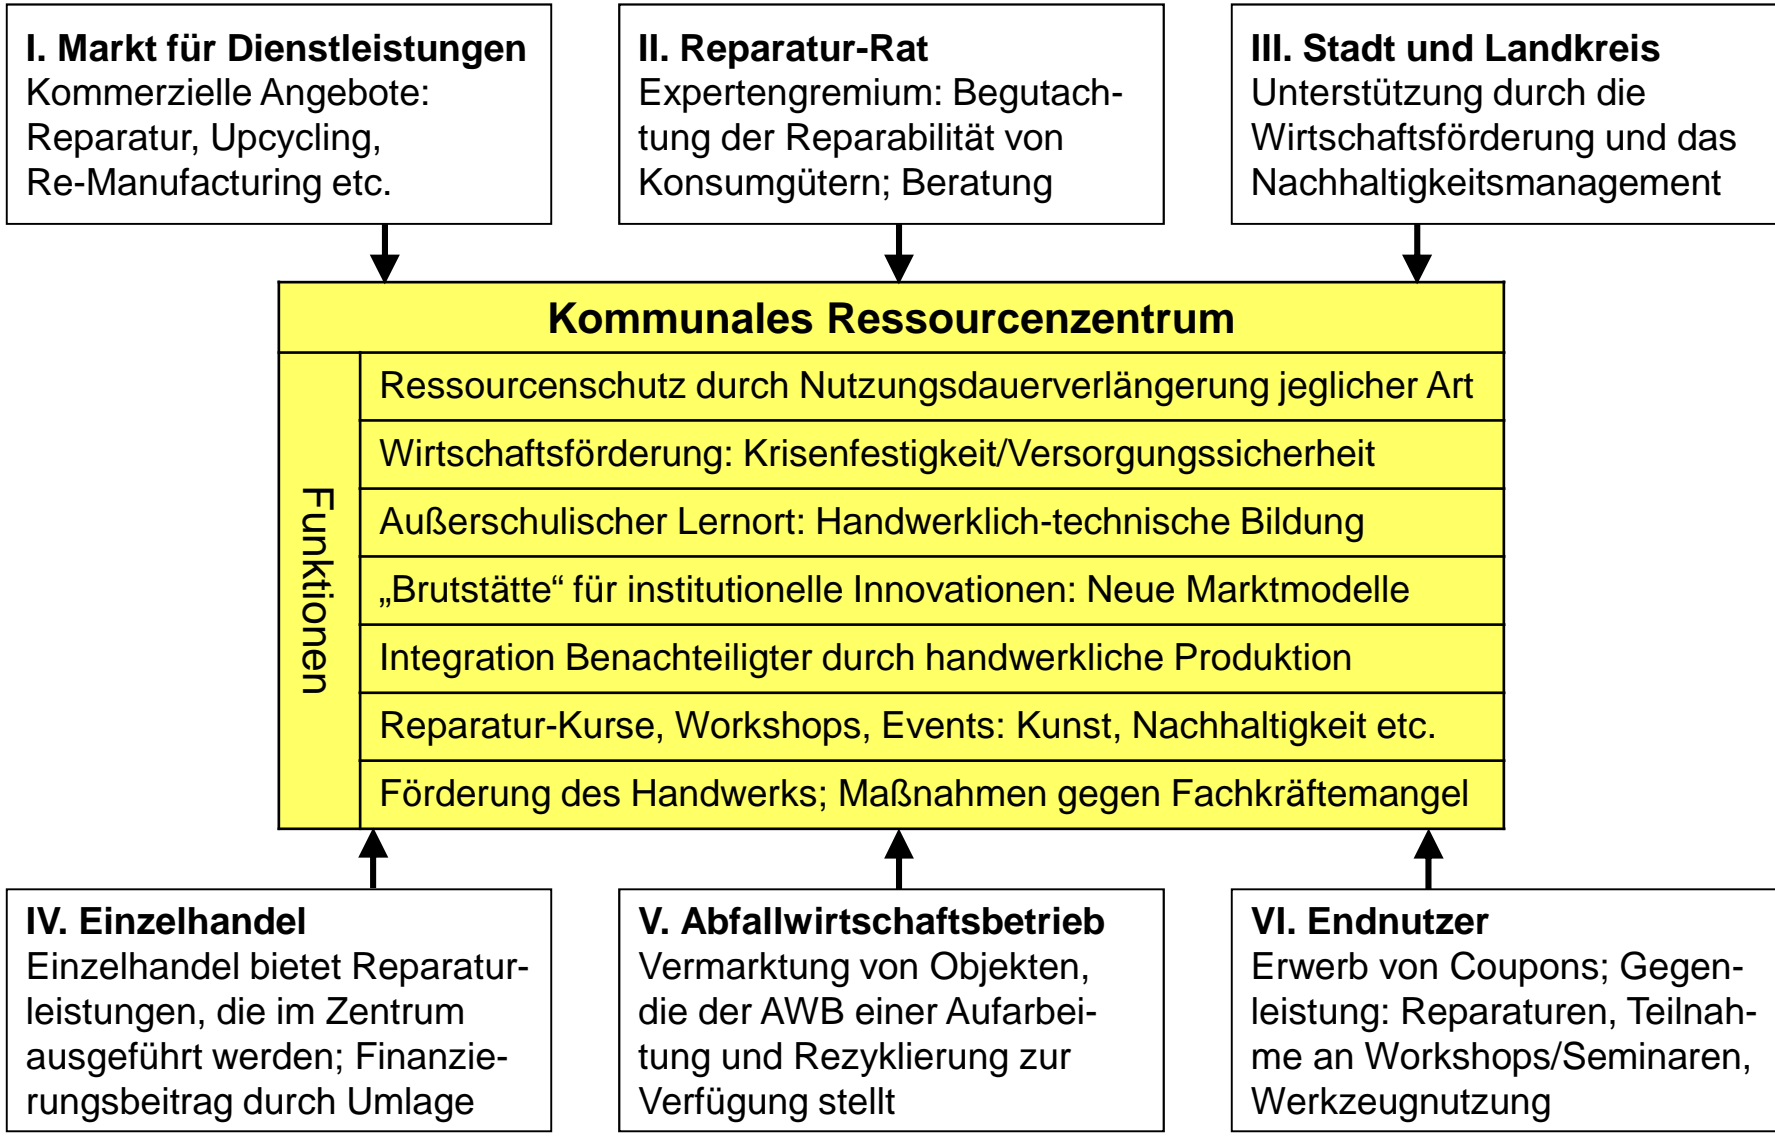 I. Markt für Dienstleistungen
Kommerzielle Angebote:
Reparatur, Upcycling,
Re-Manufacturing etc.
II. Reparatur-Rat
Expertengremium: Begutach-
tung der Reparabilität von
Konsumgütern; Beratung
III. Stadt und Landkreis
Unterstützung durch die
Wirtschaftsförderung und das
Nachhaltigkeitsmanagement
Kommunales Ressourcenzentrum
Funktionen
Ressourcenschutz durch Nutzungsdauerverlängerung jeglicher Art
Wirtschaftsförderung: Krisenfestigkeit/Versorgungssicherheit
Außerschulischer Lernort: Handwerklich-technische Bildung
„Brutstätte“ für institutionelle Innovationen: Neue Marktmodelle
Integration Benachteiligter durch handwerkliche Produktion
Reparatur-Kurse, Workshops, Events: Kunst, Nachhaltigkeit etc.
Förderung des Handwerks; Maßnahmen gegen Fachkräftemangel
IV. Einzelhandel
Einzelhandel bietet Reparatur-
leistungen, die im Zentrum
ausgeführt werden; Finanzie-
rungsbeitrag durch Umlage
V. Abfallwirtschaftsbetrieb
Vermarktung von Objekten,
die der AWB einer Aufarbei-
tung und Rezyklierung zur
Verfügung stellt
VI. Endnutzer
Erwerb von Coupons; Gegen-
leistung: Reparaturen, Teilnah-
me an Workshops/Seminaren,
Werkzeugnutzung